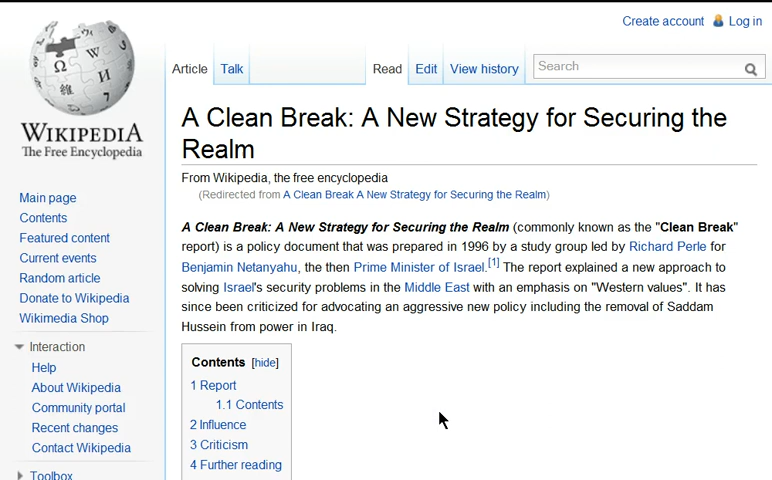 Create account Log in
Article Talk Read Edit View history Search
WIKIPEDIA
The Free Encyclopedia
Main page
Contents
Featured content
Current events
Random article
Donate to Wikipedia
Wikimedia Shop
Interaction
Help
About Wikipedia
Community portal
Recent changes
Contact Wikipedia
Toolbox
A Clean Break: A New Strategy for Securing the
Realm
From Wikipedia, the free encyclopedia
(Redirected from A Clean Break A New Strategy for Securing the Realm)
A Clean Break: A New Strategy for Securing the Realm (commonly known as the "Clean Break"
report) is a policy document that was prepared in 1996 by a study group led by Richard Perle for
Benjamin Netanyahu, the then Prime Minister of Israel.[1] The report explained a new approach to
solving Israel's security problems in the Middle East with an emphasis on "Western values". It has
since been criticized for advocating an aggressive new policy including the removal of Saddam
Hussein from power in Iraq.
Contents [hide]
1 Report
1.1 Contents
2 Influence
3 Criticism
4 Further reading